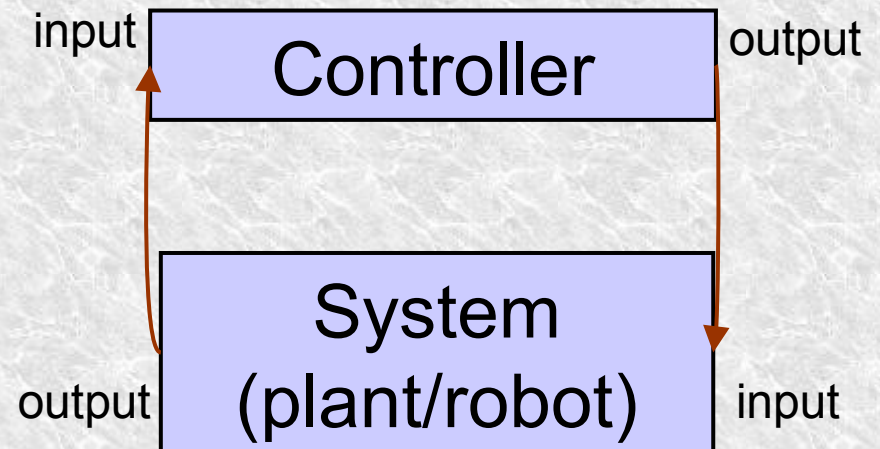 input
Controller
output
System
(plant/robot)
output
input